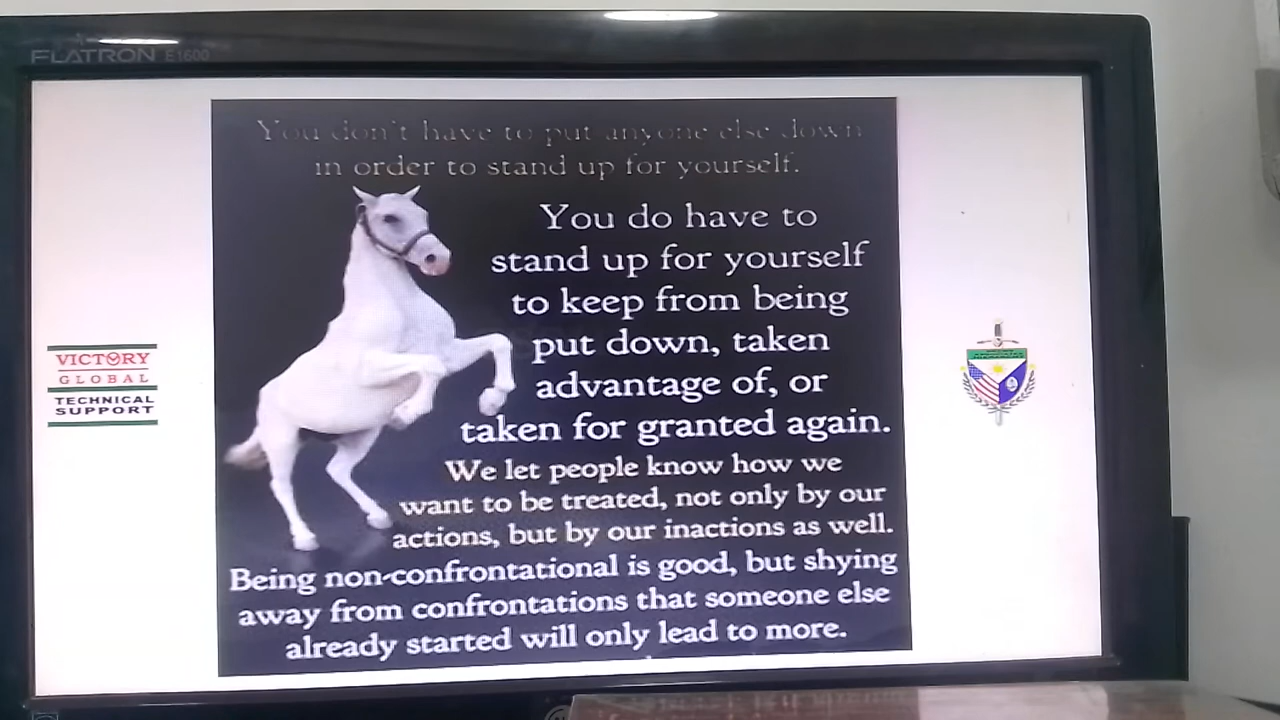 FLATRON E1600
You don't have to put anyone else down
in order to stand up for yourself.
You do have to
stand up for yourself
to keep from being
put down, taken
advantage of, or
taken for granted again.
We let people know how we
want to be treated, not only by our
actions, but by our inactions as well.
Being non-confrontational is good, but shying
away from confrontations that someone else
already started will only lead to more.
VICTORY
GLOBAL
TECHNICAL
SUPPORT